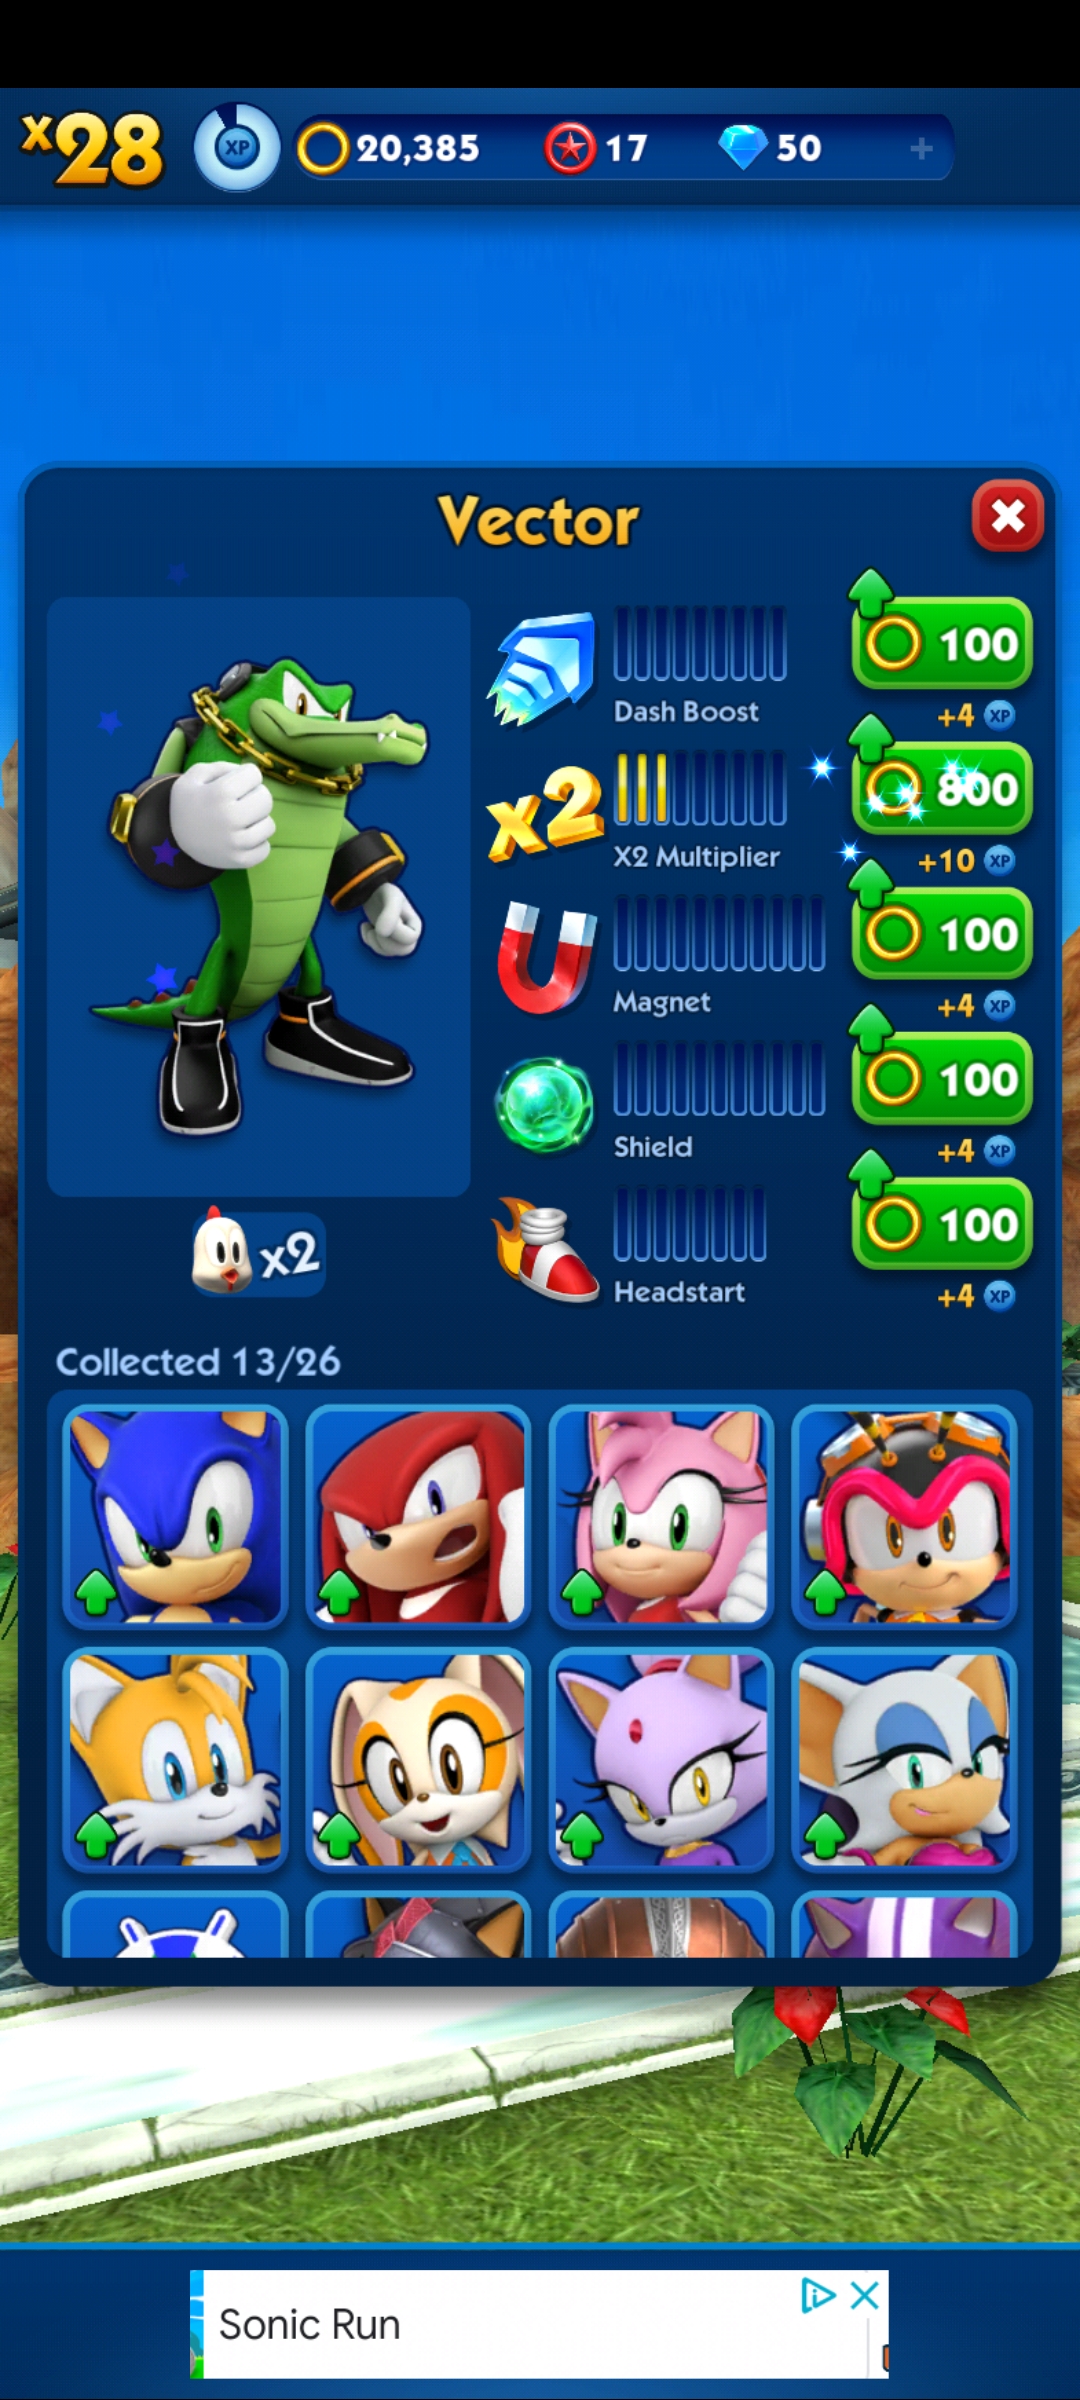 x28 XP 20,385 17 50 +
Vector
100
Dash Boost
+4 XP
x2
800
X2 Multiplier
+10 XP
100
Magnet
+4 XP
100
Shield
+4 XP
x2
100
Headstart
+4 XP
Collected 13/26
Sonic Run